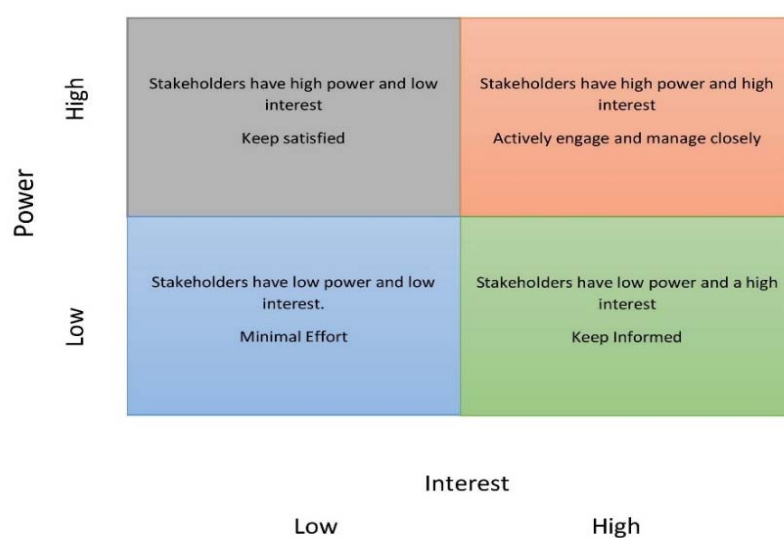 High
Stakeholders have high power and low
interest
Keep satisfied
Stakeholders have high power and high
interest
Actively engage and manage closely
Power
Low
Stakeholders have low power and low
interest.
Minimal Effort
Stakeholders have low power and a high
interest
Keep Informed
Interest
Low
High